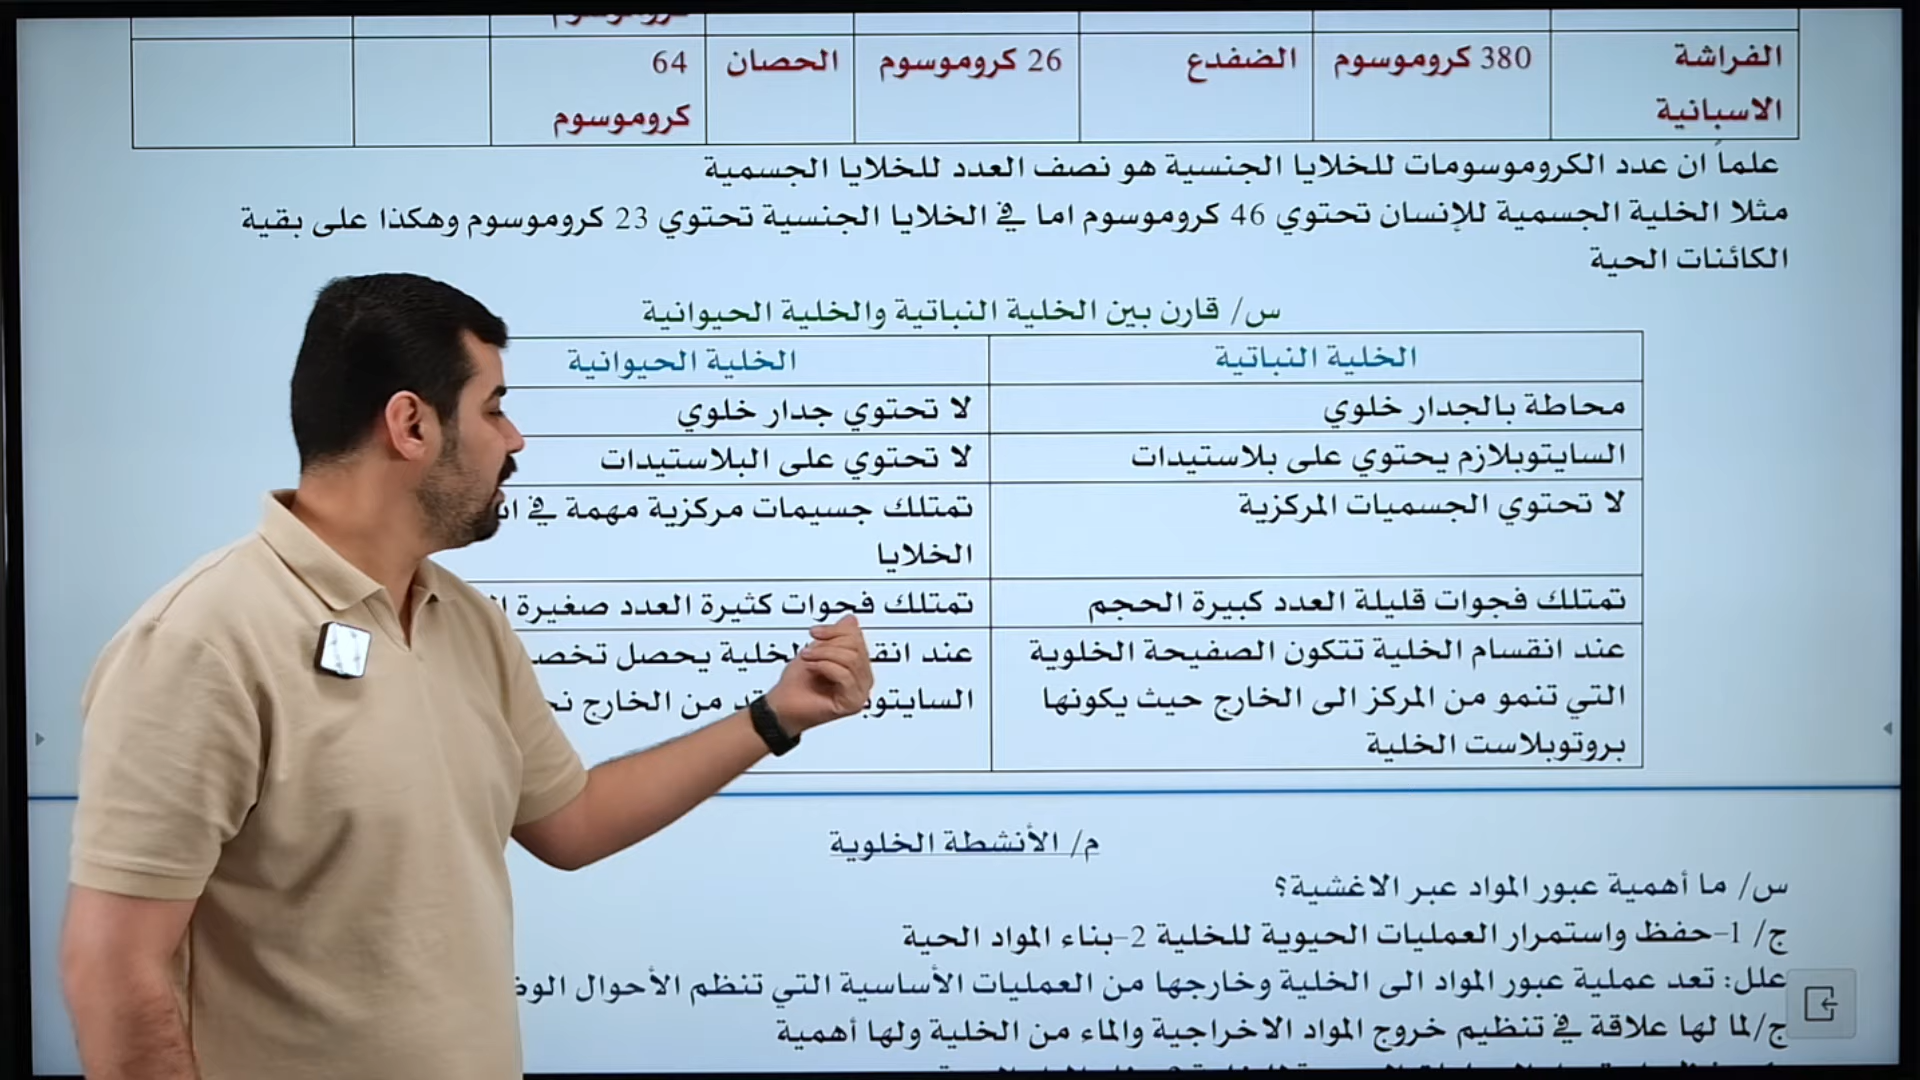 الفراشة الاسبانية
380 كروموسوم
الضفدع
26 كروموسوم
الحصان
64 كروموسوم
علماً ان عدد الكروموسومات للخلايا الجنسية هو نصف العدد للخلايا الجسمية
مثلا الخلية الجسمية للإنسان تحتوي 46 كروموسوم اما في الخلايا الجنسية تحتوي 23 كروموسوم وهكذا على بقية
الكائنات الحية
س/ قارن بين الخلية النباتية والخلية الحيوانية
الخلية النباتية
الخلية الحيوانية
محاطة بالجدار خلوي
لا تحتوي جدار خلوي
السايتوبلازم يحتوي على بلاستيدات
لا تحتوي على البلاستيدات
لا تحتوي الجسميات المركزية
تمتلك جسيمات مركزية مهمة في
الخلايا
تمتلك فجوات قليلة العدد كبيرة الحجم
تمتلك فجوات كثيرة العدد صغيرة
عند انقسام الخلية تتكون الصفيحة الخلوية
التي تنمو من المركز الى الخارج حيث يكونها
بروتوبلاست الخلية
عند الخلية يحصل
من الخارج
م/ الأنشطة الخلوية
س/ ما أهمية عبور المواد عبر الاغشية؟
ج/ 1-حفظ واستمرار العمليات الحيوية للخلية 2-بناء المواد الحية
علل: تعد عملية عبور المواد الى الخلية وخارجها من العمليات الأساسية التي تنظم الأحوال
ج/لما لها علاقة في تنظيم خروج المواد الاخراجية والماء من الخلية ولها أهمية